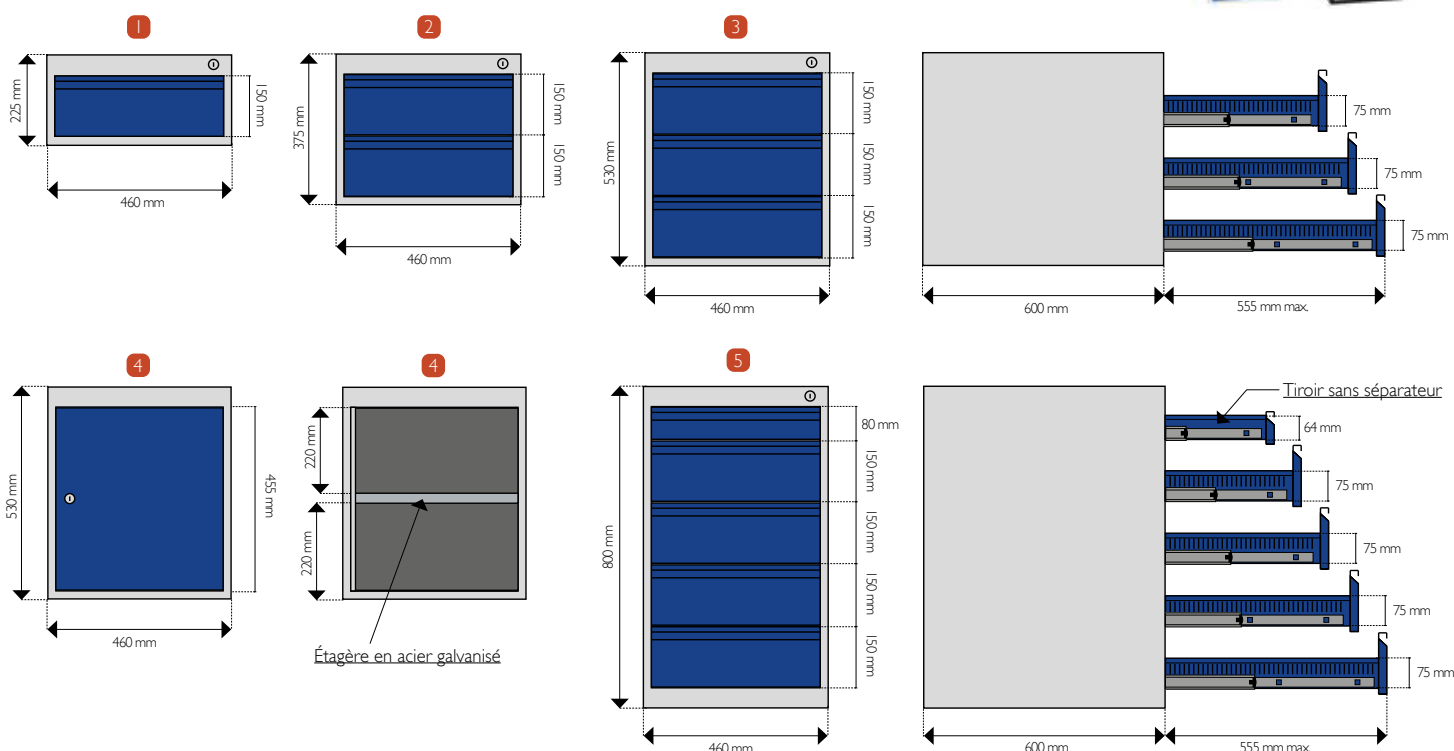 1
225 mm
150 mm
460 mm
2
375 mm
150 mm
150 mm
460 mm
3
530 mm
150 mm
150 mm
150 mm
460 mm
75 mm
75 mm
75 mm
600 mm
555 mm max.
4
530 mm
455 mm
460 mm
4
220 mm
220 mm
Étagère en acier galvanisé
5
800 mm
80 mm
150 mm
150 mm
150 mm
150 mm
460 mm
Tiroir sans séparateur
64 mm
75 mm
75 mm
75 mm
75 mm
600 mm
555 mm max.